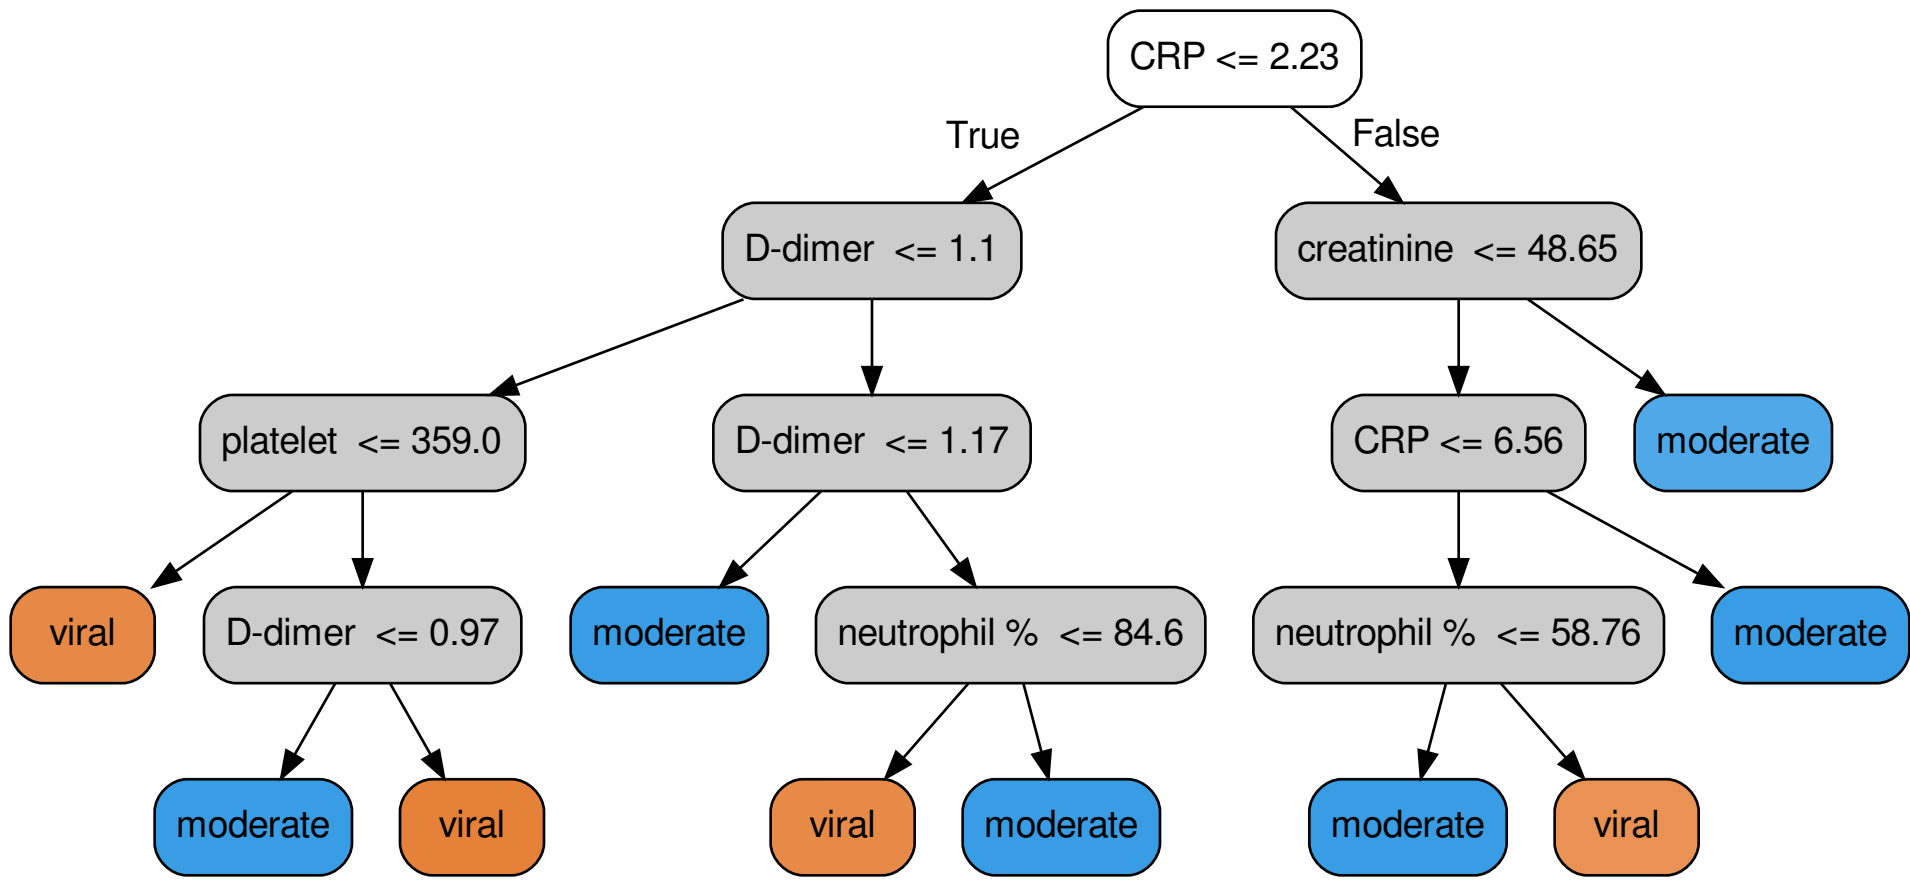 CRP <= 2.23
True
False
D-dimer  <= 1.1
creatinine  <= 48.65
platelet  <= 359.0
D-dimer  <= 1.17
CRP <= 6.56
moderate
viral
D-dimer  <= 0.97
moderate
neutrophil %  <= 84.6
neutrophil %  <= 58.76
moderate
moderate
viral
viral
moderate
moderate
viral